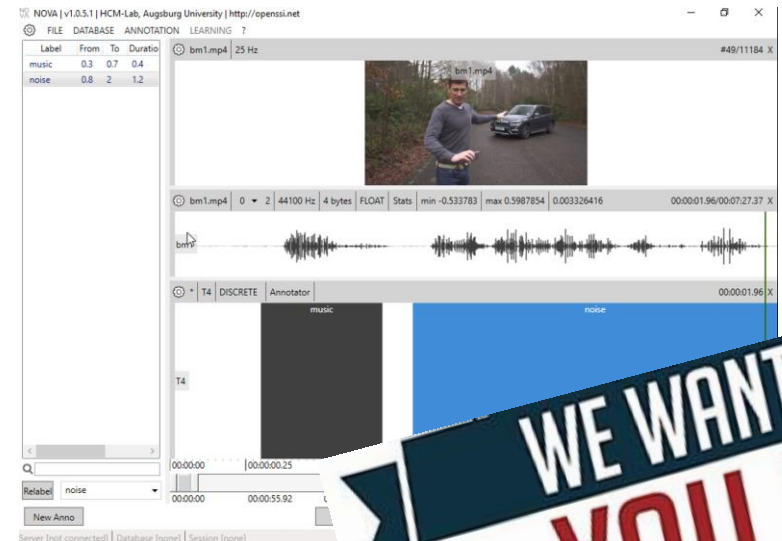 NOVA | v1.0.5.1 | HCM-Lab, Augsburg University | http://openssi.net
FILE DATABASE ANNOTATION LEARNING ?
Label From To Duratio
music 0.3 0.7 0.4
noise 0.8 2 1.2
bm1.mp4 25 Hz #49/11184 X
bm1.mp4
bm1.mp4 0 2 44100 Hz 4 bytes FLOAT Stats min -0.533783 max 0.5987854 0.003326416 00:00:01.96/00:07:27.37 X
* T4 DISCRETE Annotator 00:00:01.96 X
music noise
T4
00:00:00 00:00:00.25
00:00:00 00:00:55.92
Relabel noise
New Anno
Server [not connected] Database [none] Session [none]
WE WANT
YOU